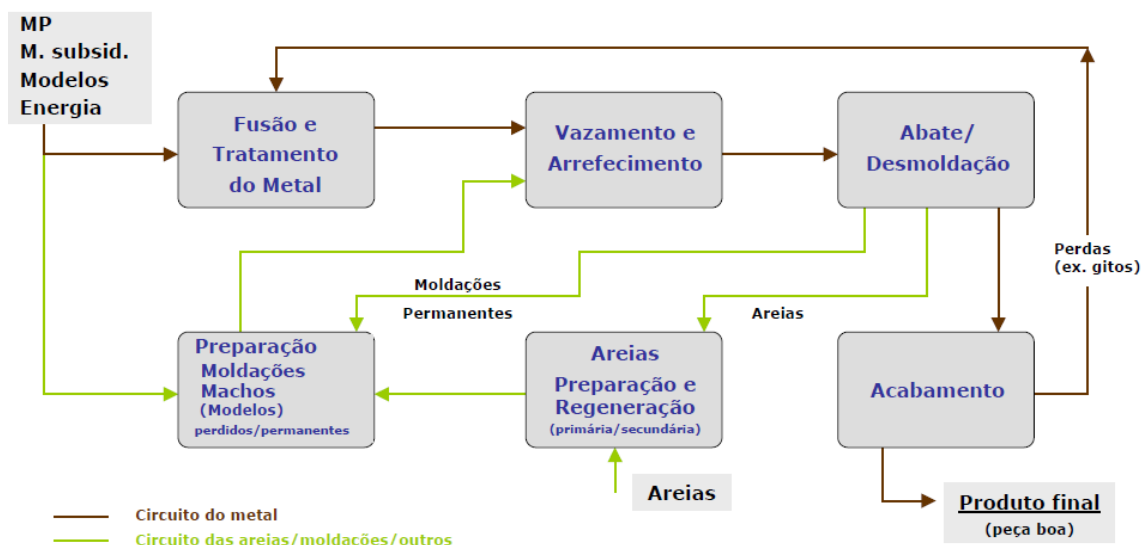 MP
M. subsid.
Modelos
Energia
Fusão e
Tratamento
do Metal
Vazamento e
Arrefecimento
Abate/
Desmoldação
Perdas
(ex. gitos)
Moldações
Permanentes
Areias
Preparação
Moldações
Machos
(Modelos)
perdidos/permanentes
Areias
Preparação e
Regeneração
(primária/secundária)
Acabamento
Areias
Produto final
(peça boa)
Circuito do metal
Circuito das areias/moldações/outros